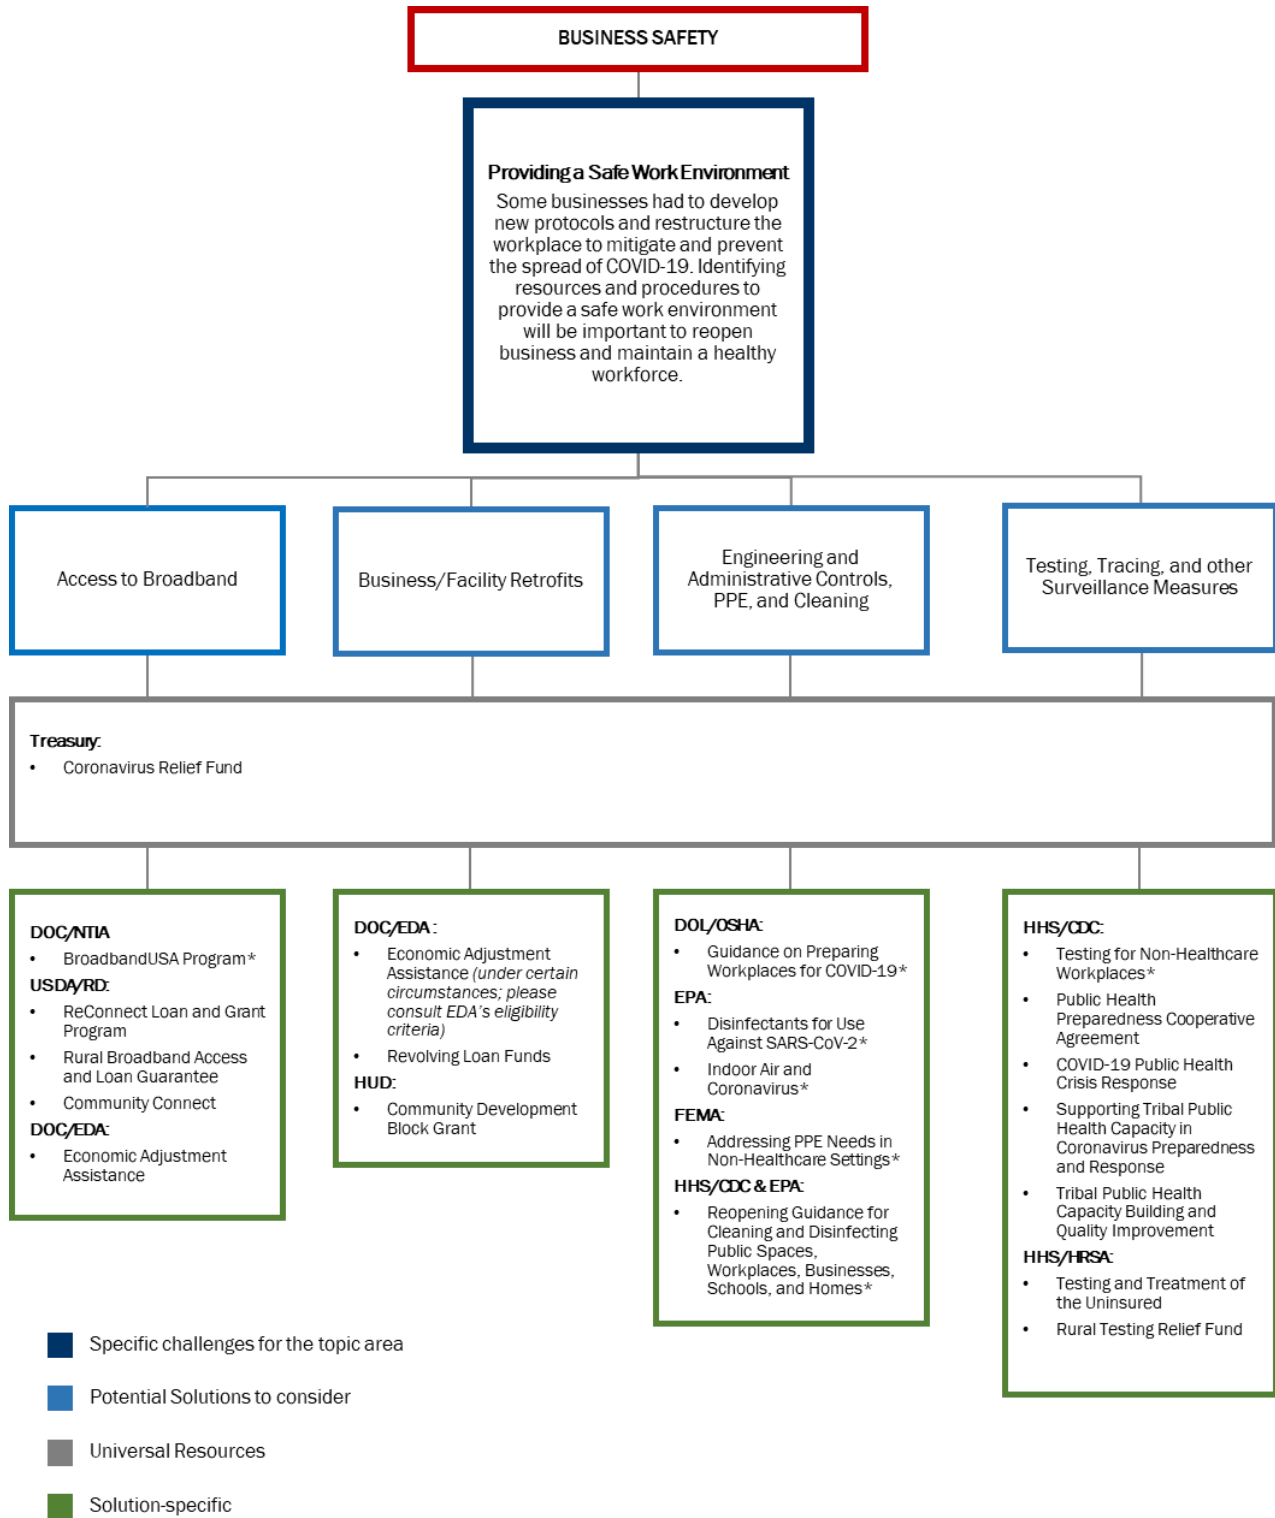 BUSINESS SAFETY
Providing a Safe Work Environment
Some businesses had to develop
new protocols and restructure the
workplace to mitigate and prevent
the spread of COVID-19. Identifying
resources and procedures to
provide a safe work environment
will be important to reopen
business and maintain a healthy
workforce.
Access to Broadband
Business/Facility Retrofits
Engineering and
Administrative Controls,
PPE, and Cleaning
Testing, Tracing, and other
Surveillance Measures
Treasury:
• Coronavirus Relief Fund
DOC/NTIA
• BroadbandUSA Program*
USDA/RD:
• ReConnect Loan and Grant
Program
• Rural Broadband Access
and Loan Guarantee
• Community Connect
DOC/EDA:
• Economic Adjustment
Assistance
DOC/EDA:
• Economic Adjustment
Assistance (under certain
circumstances; please
consult EDA's eligibility
criteria)
• Revolving Loan Funds
HUD:
• Community Development
Block Grant
DOL/OSHA:
• Guidance on Preparing
Workplaces for COVID-19*
EPA:
• Disinfectants for Use
Against SARS-CoV-2*
• Indoor Air and
Coronavirus*
FEMA:
• Addressing PPE Needs in
Non-Healthcare Settings*
HHS/CDC & EPA:
• Reopening Guidance for
Cleaning and Disinfecting
Public Spaces,
Workplaces, Businesses,
Schools, and Homes*
HHS/CDC:
• Testing for Non-Healthcare
Workplaces*
• Public Health
Preparedness Cooperative
Agreement
• COVID-19 Public Health
Crisis Response
• Supporting Tribal Public
Health Capacity in
Coronavirus Preparedness
and Response
• Tribal Public Health
Capacity Building and
Quality Improvement
HHS/HRSA:
• Testing and Treatment of
the Uninsured
• Rural Testing Relief Fund
Specific challenges for the topic area
Potential Solutions to consider
Universal Resources
Solution-specific